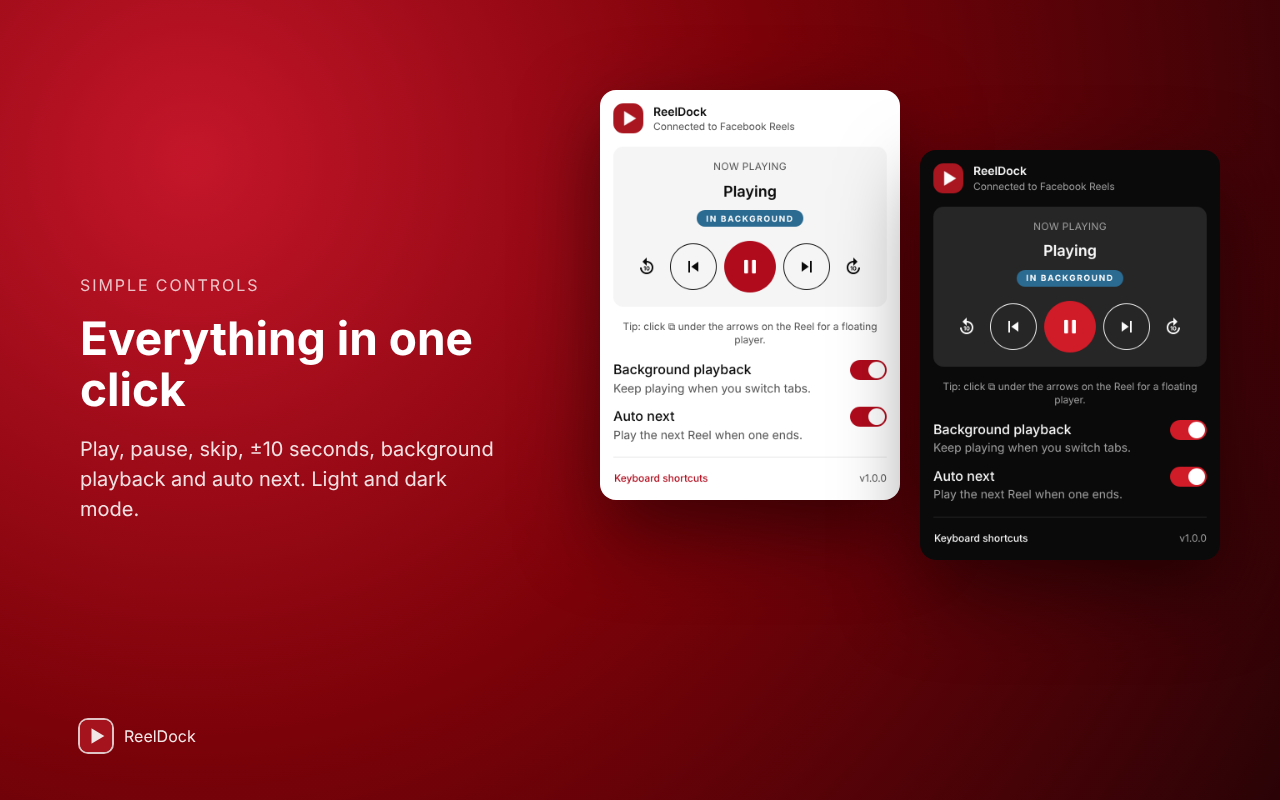 SIMPLE CONTROLS
Everything in one
click
Play, pause, skip, ±10 seconds, background
playback and auto next. Light and dark
mode.
ReelDock
ReelDock
Connected to Facebook Reels
NOW PLAYING
Playing
IN BACKGROUND
10
10
Tip: click ⧉ under the arrows on the Reel for a floating
player.
Background playback
Keep playing when you switch tabs.
Auto next
Play the next Reel when one ends.
Keyboard shortcuts
v1.0.0
ReelDock
Connected to Facebook Reels
NOW PLAYING
Playing
IN BACKGROUND
10
10
Tip: click ⧉ under the arrows on the Reel for a floating
player.
Background playback
Keep playing when you switch tabs.
Auto next
Play the next Reel when one ends.
Keyboard shortcuts
v1.0.0